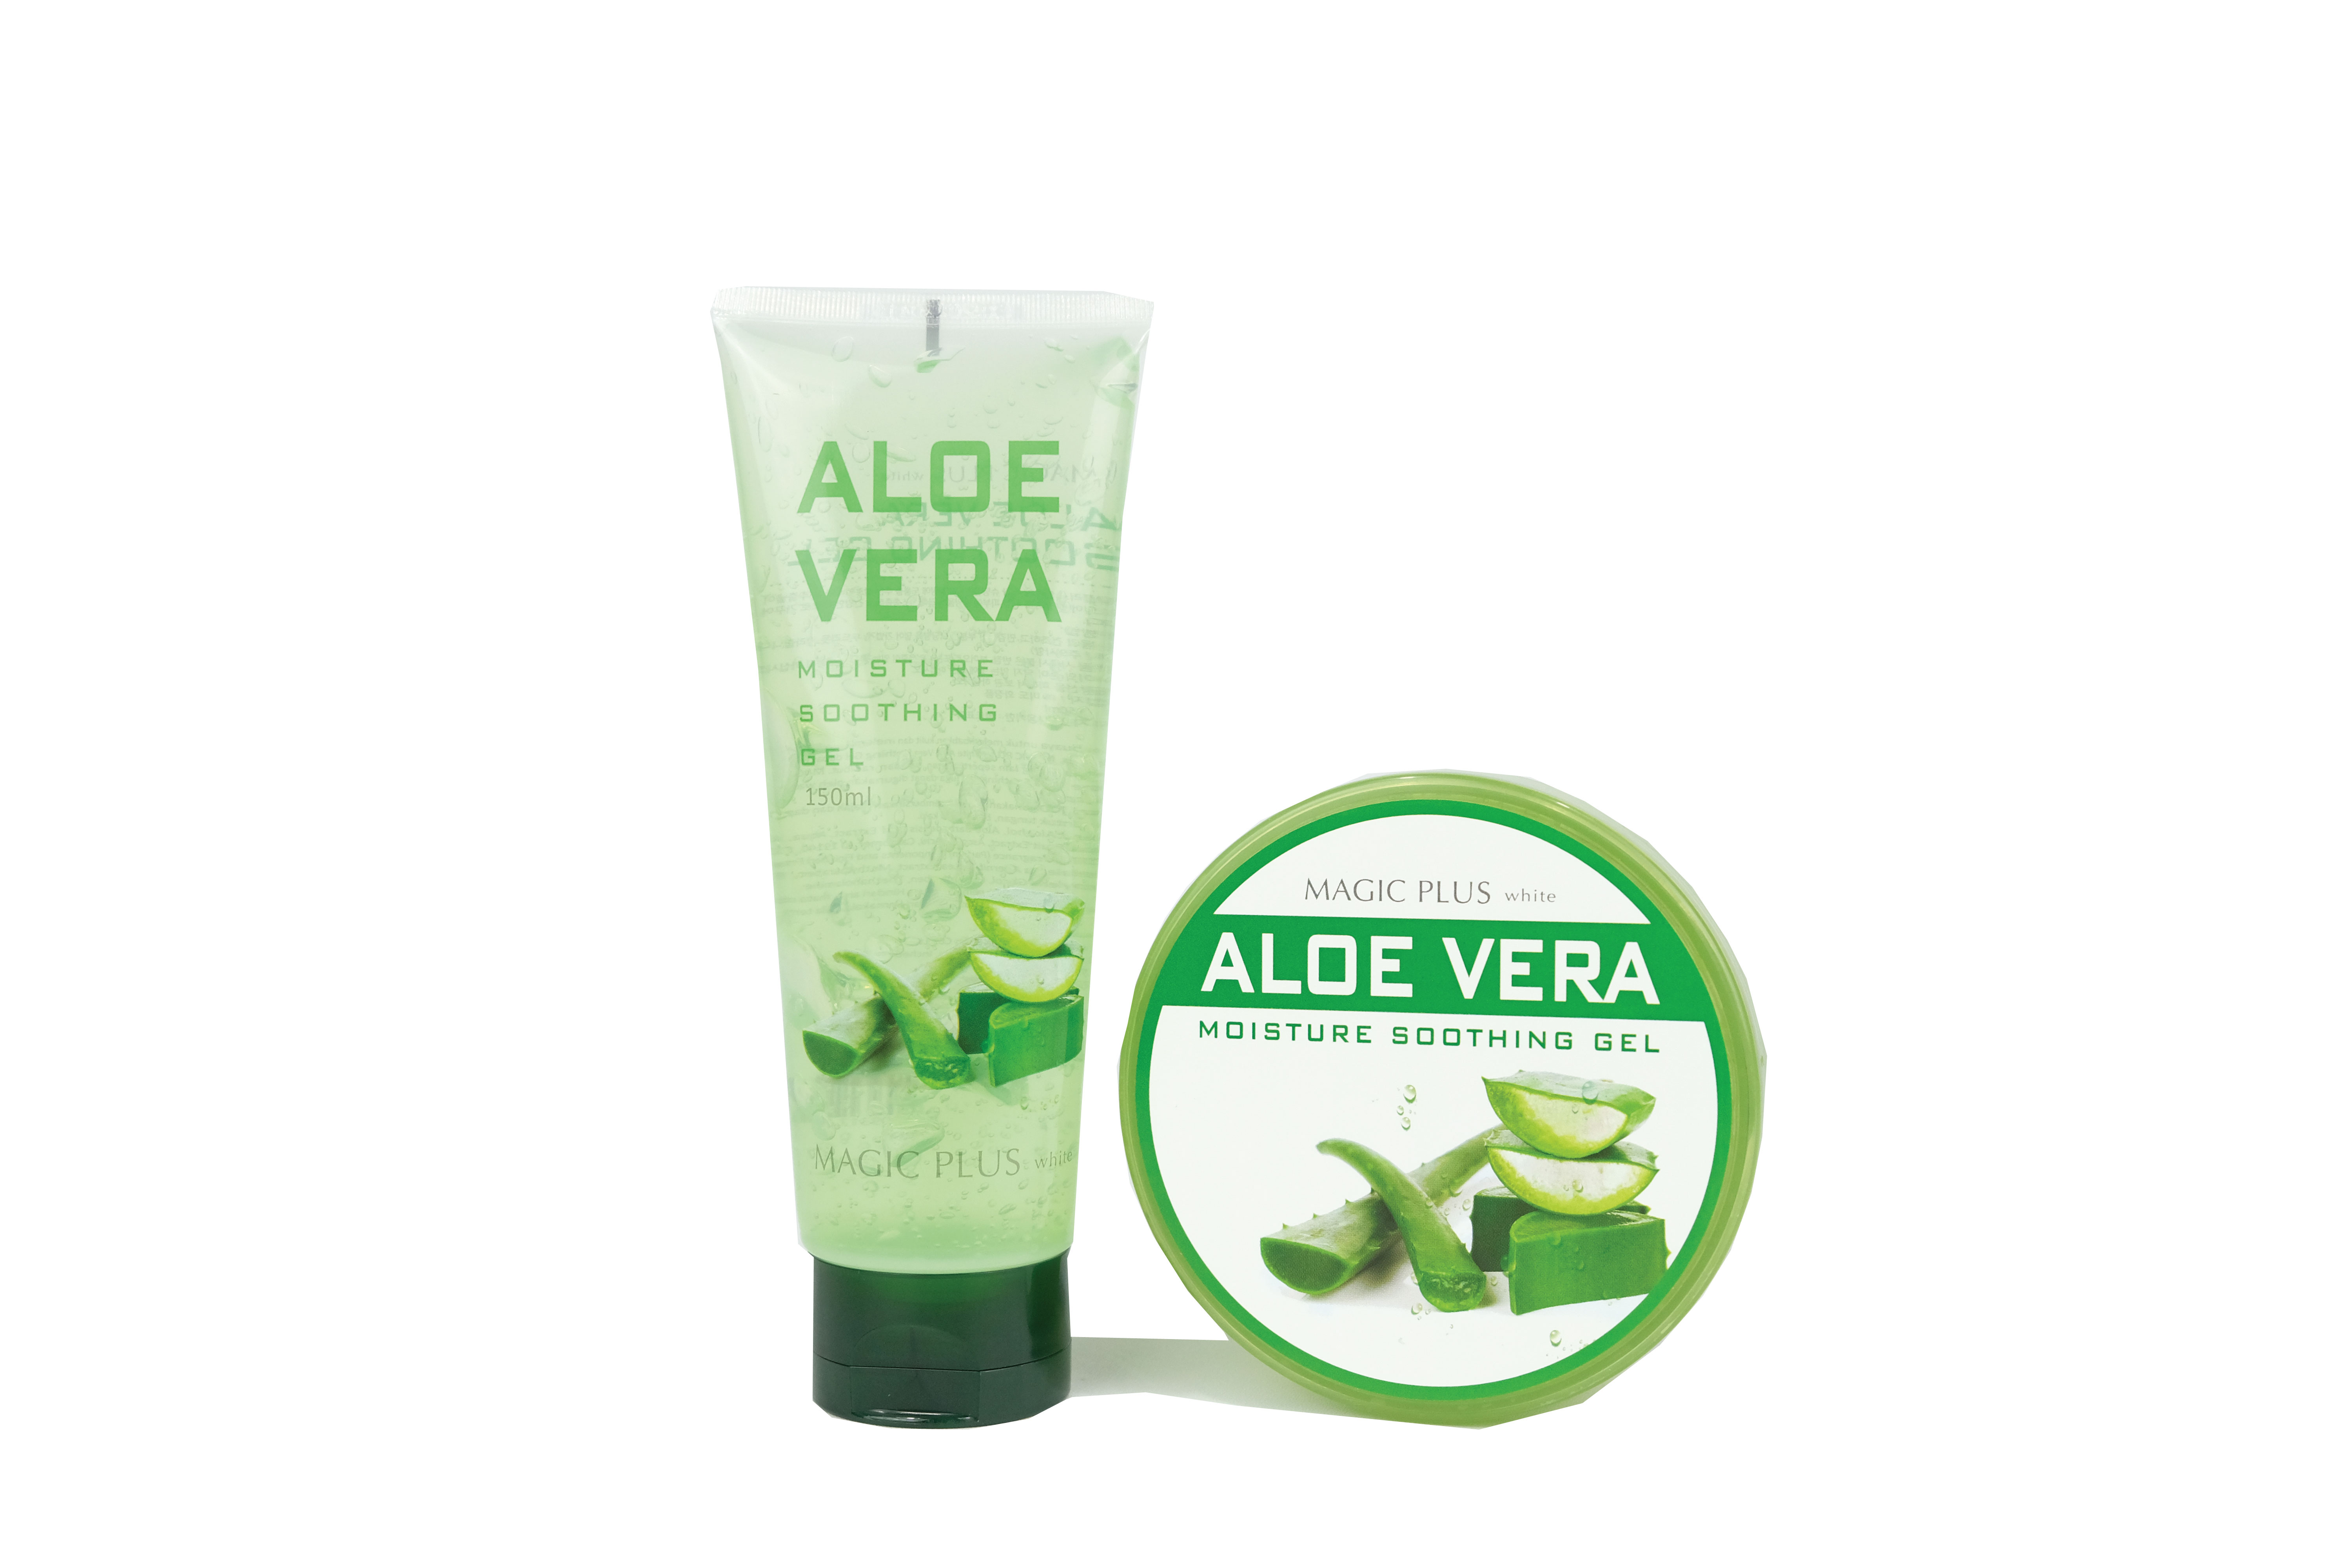 ALOE
VERA
MOISTURE
SOOTHING
GEL
150ml
MAGIC PLUS white
MAGIC PLUS white
ALOE VERA
MOISTURE SOOTHING GEL